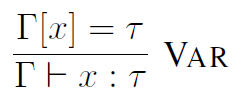 Γ[x] = τ
Γ ⊢ x : τ VAR